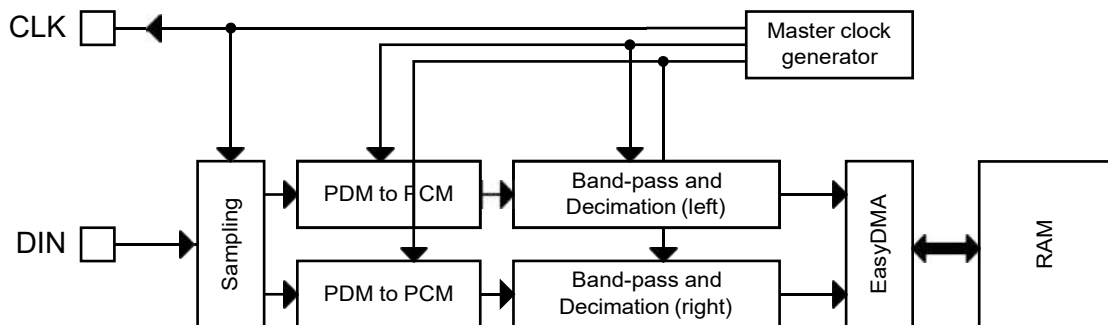 CLK
Master clock
generator
PDM to PCM
Band-pass and
Decimation (left)
DIN
Sampling
EasyDMA
RAM
PDM to PCM
Band-pass and
Decimation (right)